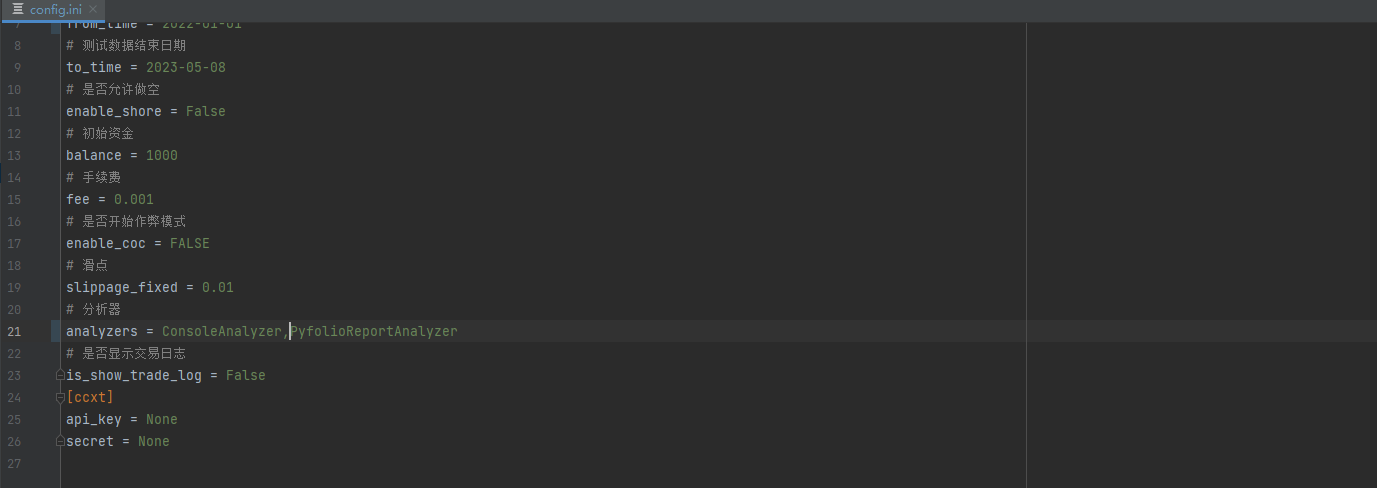 config.ini
7 from_time = 2022-01-01
8 # 测试数据结束日期
9 to_time = 2023-05-08
10 # 是否允许做空
11 enable_shore = False
12 # 初始资金
13 balance = 1000
14 # 手续费
15 fee = 0.001
16 # 是否开始作弊模式
17 enable_coc = FALSE
18 # 滑点
19 slippage_fixed = 0.01
20 # 分析器
21 analyzers = ConsoleAnalyzer,PyfolioReportAnalyzer
22 # 是否显示交易日志
23 is_show_trade_log = False
24 [ccxt]
25 api_key = None
26 secret = None
27